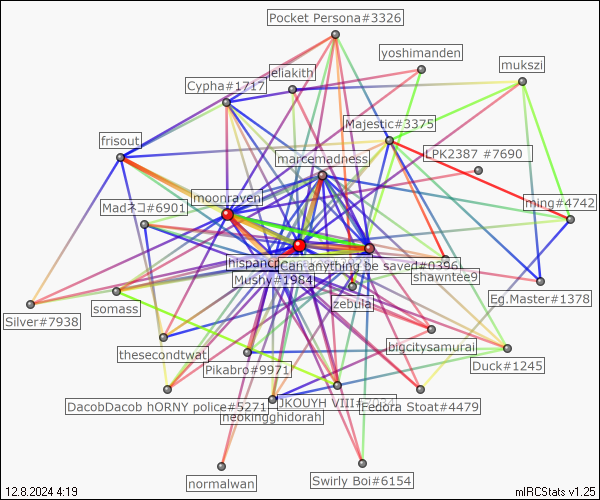 Pocket Persona#3326
yoshimanden
mukszi
eliakith
Cypha#1717
Majestic#3375
frisout
LPK2387 #7690
marcemadness
moonraven
ming#4742
Madネコ#6901
Can anything be saved#0396
shawntee9
Mushy#1984
Eg.Master#1378
zebula
somass
Silver#7938
bigcitysamurai
thesecondtwat
Duck#1245
Pikabro#9971
DacobDacob hORNY police#5271
JKOUYH VIII
Fedora Stoat#4479
neokingghidorah
Swirly Boi#6154
normalwan
12.8.2024 4:19
mIRCStats v1.25